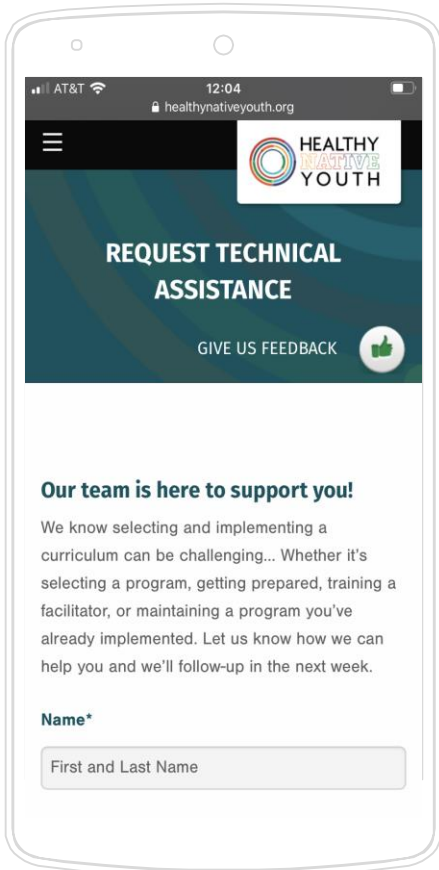 AT&T 12:04
healthynativeyouth.org
HEALTHY
NATIVE
YOUTH
REQUEST TECHNICAL
ASSISTANCE
GIVE US FEEDBACK
Our team is here to support you!
We know selecting and implementing a
curriculum can be challenging... Whether it's
selecting a program, getting prepared, training a
facilitator, or maintaining a program you've
already implemented. Let us know how we can
help you and we'll follow-up in the next week.
Name*
First and Last Name